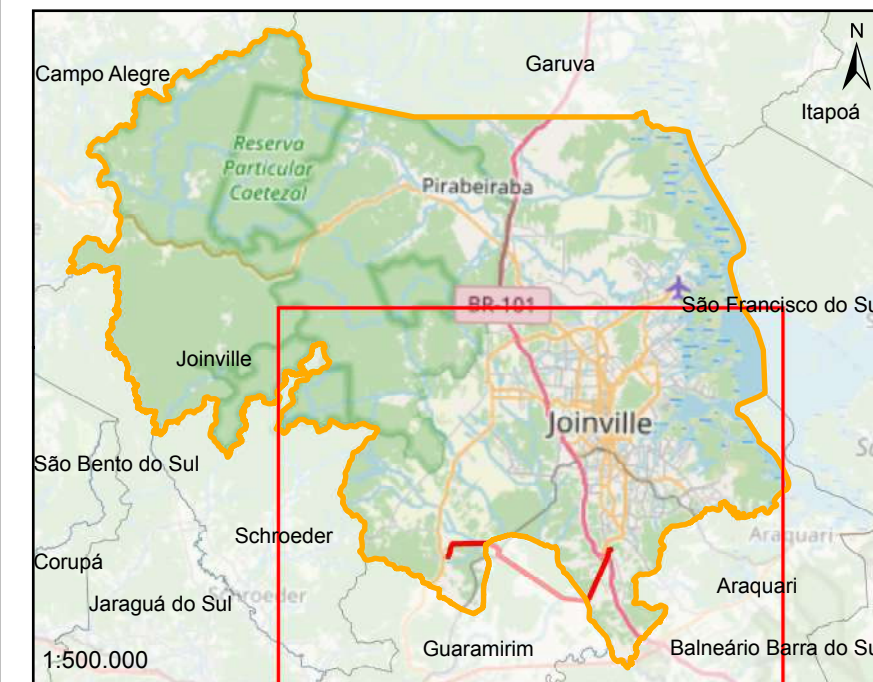 N
Campo Alegre
Garuva
Itapoá
Reserva
Particular
Caetezal
Pirabeiraba
BR-101
São Francisco do Su
Joinville
Joinville
São Bento do Sul
Schroeder
Araquari
Corupá
Araquari
Jaraguá do Sul
Schroeder
Guaramirim
Balneário Barra do Su
1:500.000